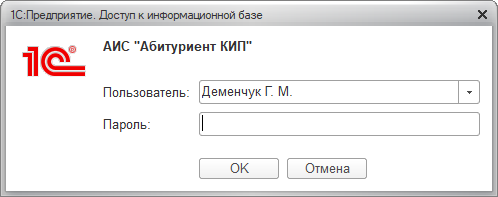 1С:Предприятие. Доступ к информационной базе
1С®
АИС "Абитуриент КИП"
Пользователь: Деменчук Г. М.
Пароль:
OK Отмена